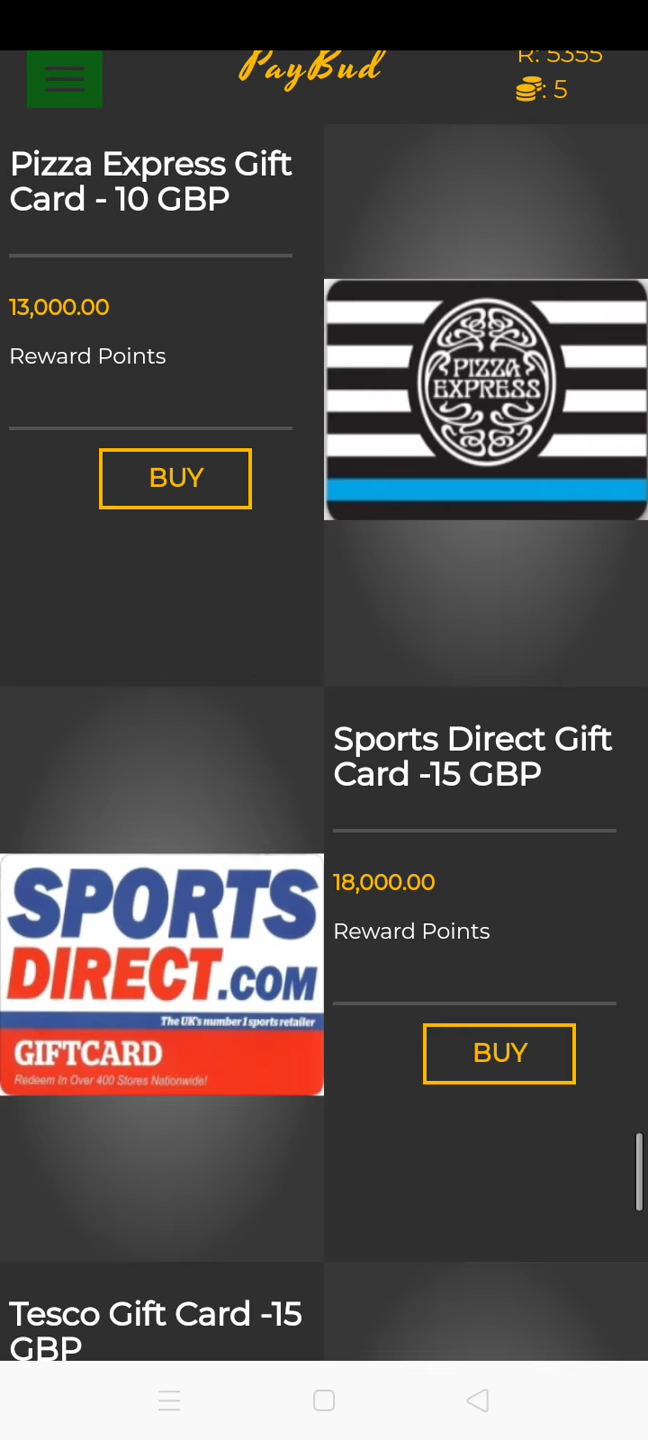 PayBud
R: 5355
: 5
Pizza Express Gift
Card - 10 GBP
13,000.00
Reward Points
BUY
PIZZA
EXPRESS
SPORTS
DIRECT.COM
The UK's number 1 sports retailer
GIFTCARD
Redeem In Over 400 Stores Nationwide!
Sports Direct Gift
Card -15 GBP
18,000.00
Reward Points
BUY
Tesco Gift Card -15
GBP